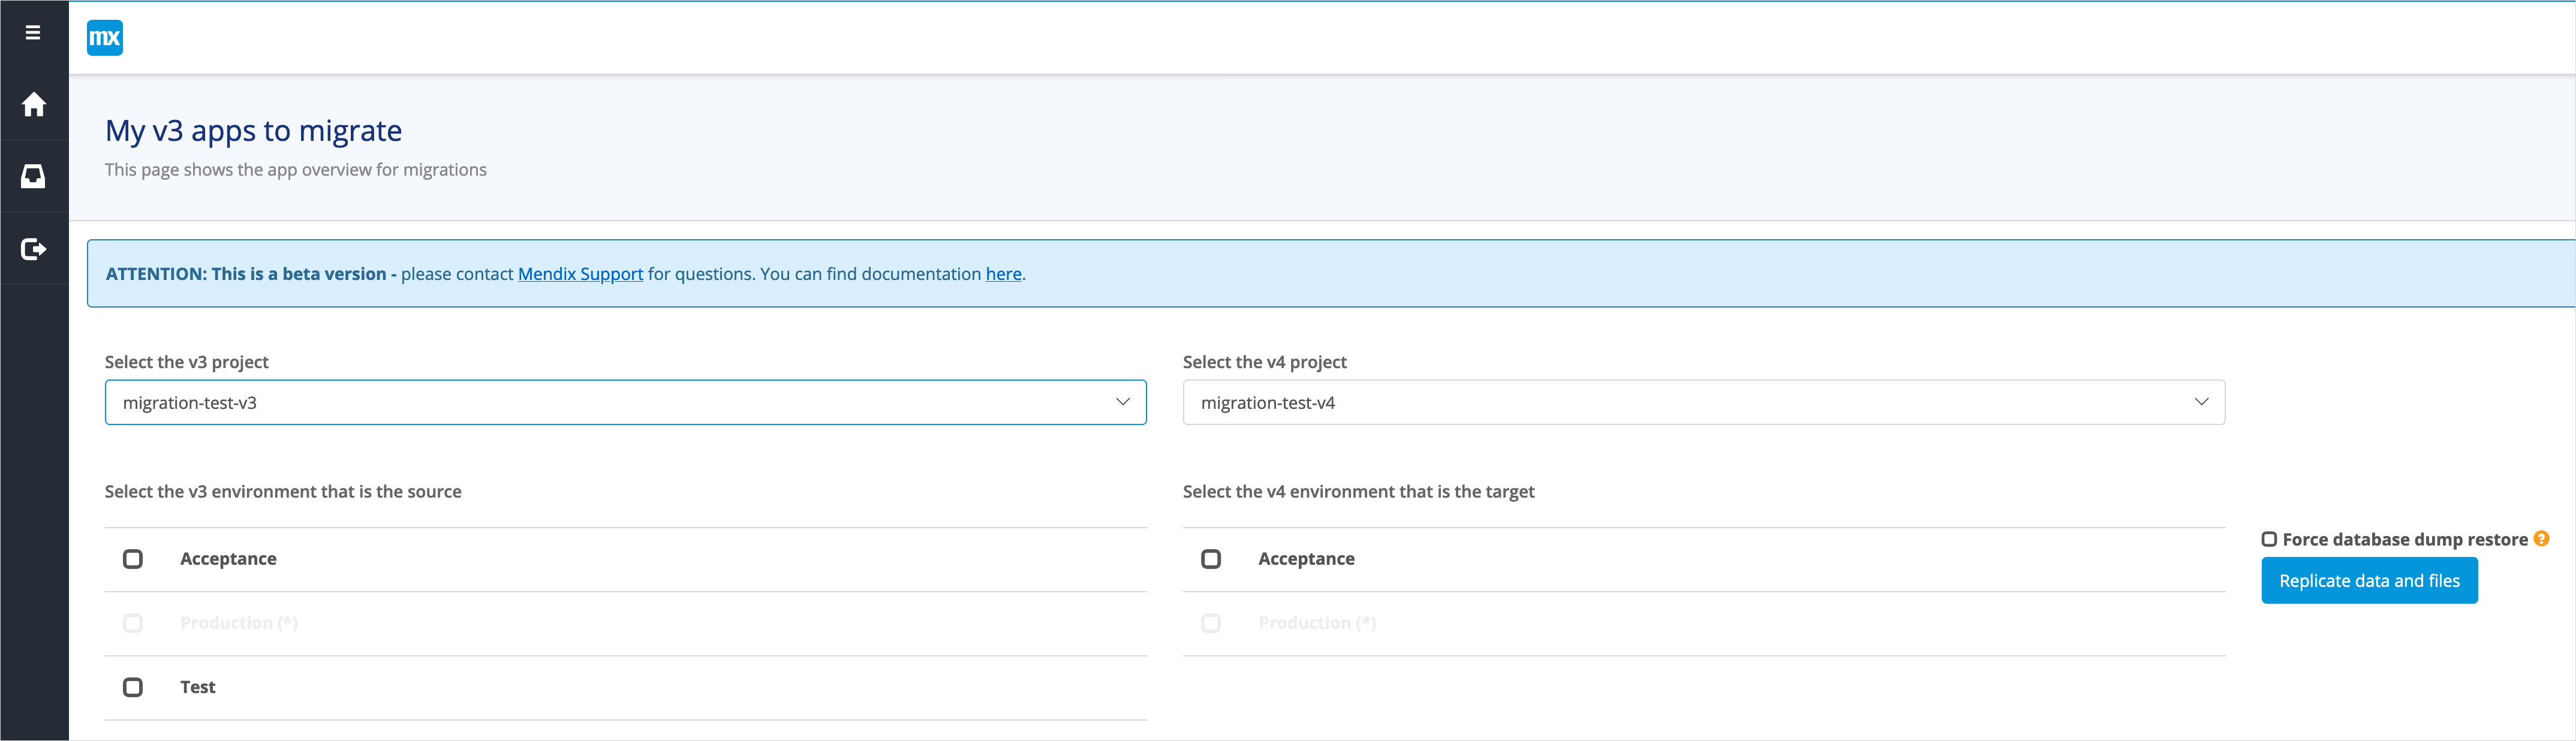 mx
My v3 apps to migrate
This page shows the app overview for migrations
ATTENTION: This is a beta version - please contact Mendix Support for questions. You can find documentation here.
Select the v3 project
migration-test-v3
Select the v4 project
migration-test-v4
Select the v3 environment that is the source
Acceptance
Production (*)
Test
Select the v4 environment that is the target
Acceptance
Production (*)
Force database dump restore ?
Replicate data and files